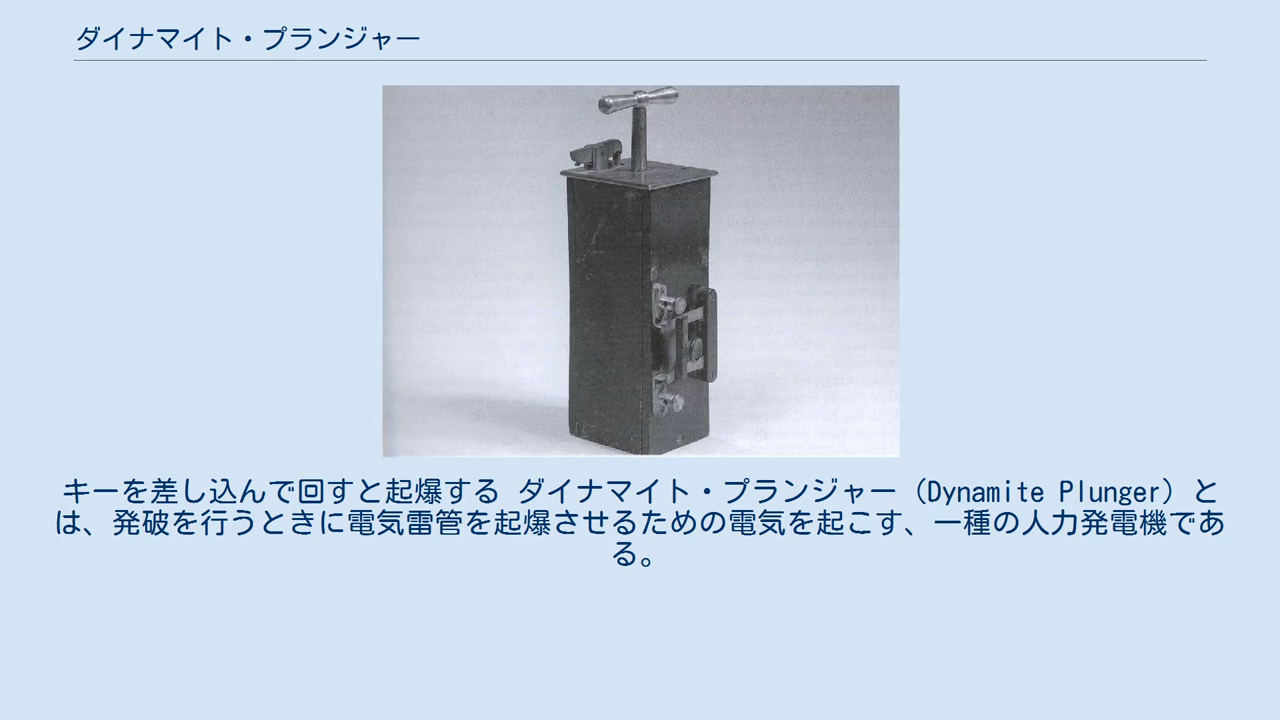 ダイナマイト・プランジャー
キーを差し込んで回すと起爆する ダイナマイト・プランジャー（Dynamite Plunger）と
は、発破を行うときに電気雷管を起爆させるための電気を起こす、一種の人力発電機であ
る。